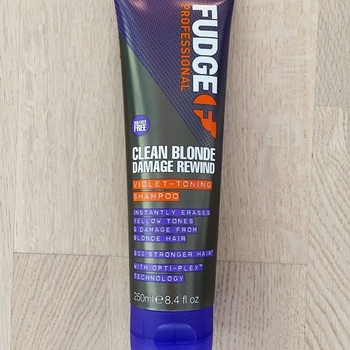 FUDGE
PROFESSIONAL
SULFATE
FREE
CLEAN BLONDE
DAMAGE REWIND
VIOLET-TONING
SHAMPOO
INSTANTLY ERASES
YELLOW TONES
& DAMAGE FROM
BLONDE HAIR
90% STRONGER HAIR
WITH OPTI-PLEX™
TECHNOLOGY
250ml ℮ 8.4 fl oz